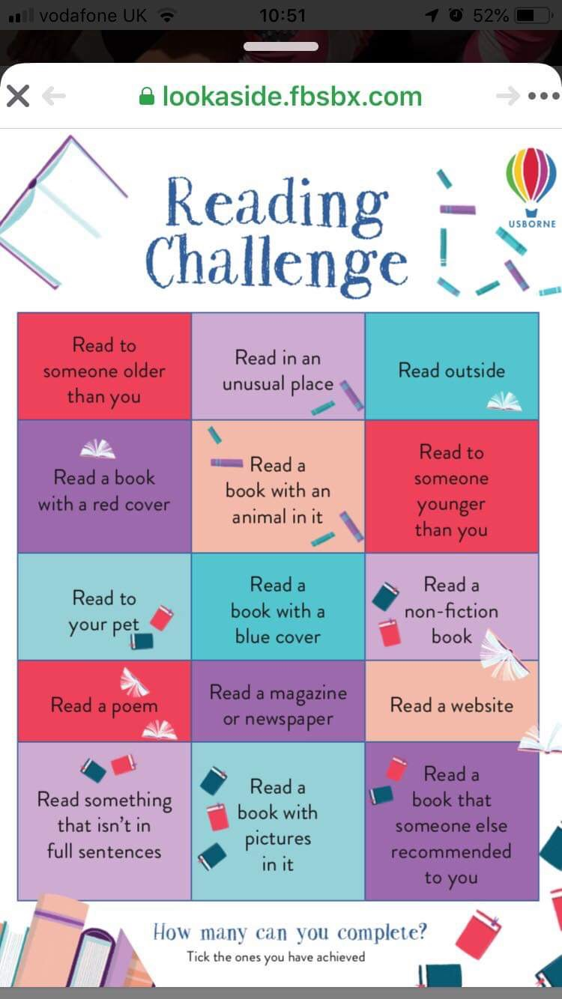 vodafone UK
10:51
52%
lookaside.fbsbx.com
Reading
Challenge
USBORNE
Read to
someone older
than you
Read in an
unusual place
Read outside
Read a book
with a red cover
Read a
book with an
animal in it
Read to
someone
younger
than you
Read to
your pet
Read a
book with a
blue cover
Read a
non-fiction
book
Read a poem
Read a magazine
or newspaper
Read a website
Read something
that isn't in
full sentences
Read a
book with
pictures
in it
Read a
book that
someone else
recommended
to you
How many can you complete?
Tick the ones you have achieved